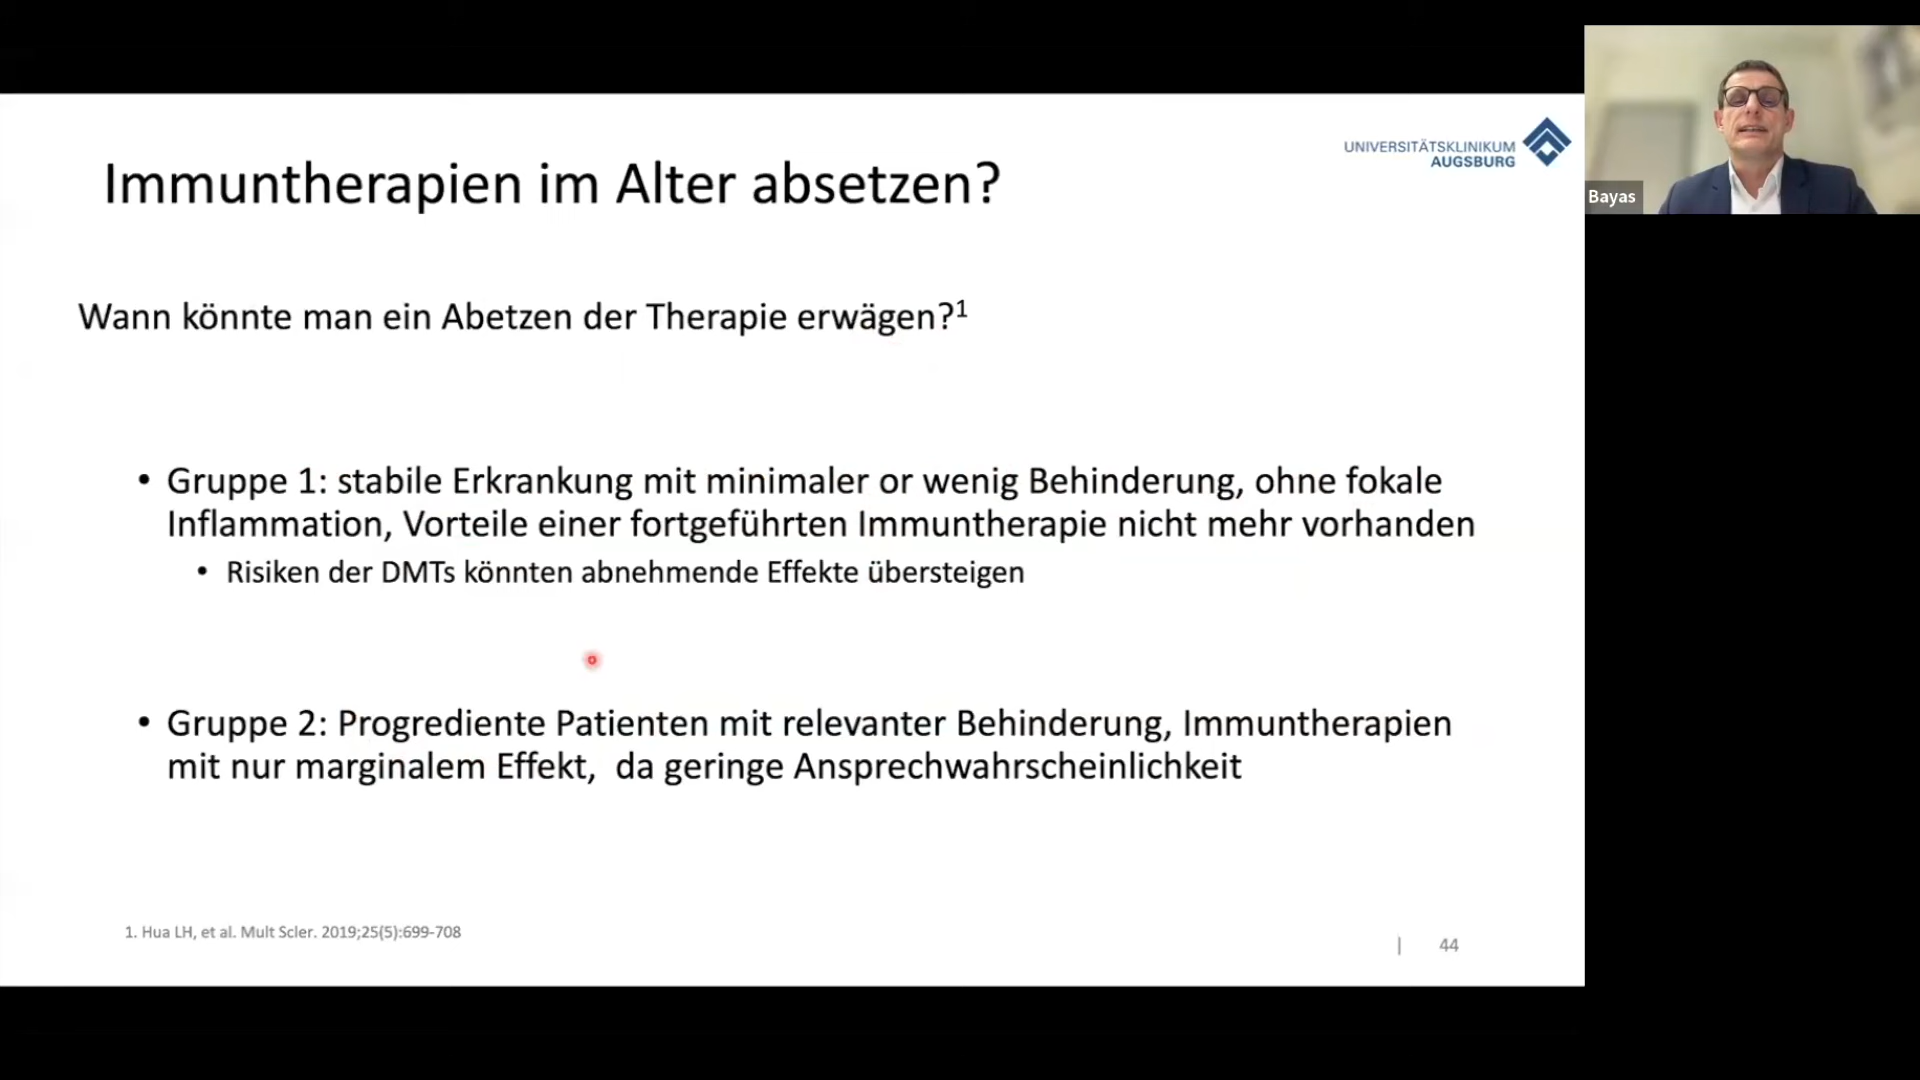 UNIVERSITÄTSKLINIKUM
AUGSBURG
Bayas
Immuntherapien im Alter absetzen?
Wann könnte man ein Abetzen der Therapie erwägen?¹
• Gruppe 1: stabile Erkrankung mit minimaler or wenig Behinderung, ohne fokale
Inflammation, Vorteile einer fortgeführten Immuntherapie nicht mehr vorhanden
• Risiken der DMTs könnten abnehmende Effekte übersteigen
• Gruppe 2: Progrediente Patienten mit relevanter Behinderung, Immuntherapien
mit nur marginalem Effekt, da geringe Ansprechwahrscheinlichkeit
1. Hua LH, et al. Mult Scler. 2019;25(5):699-708
| 44